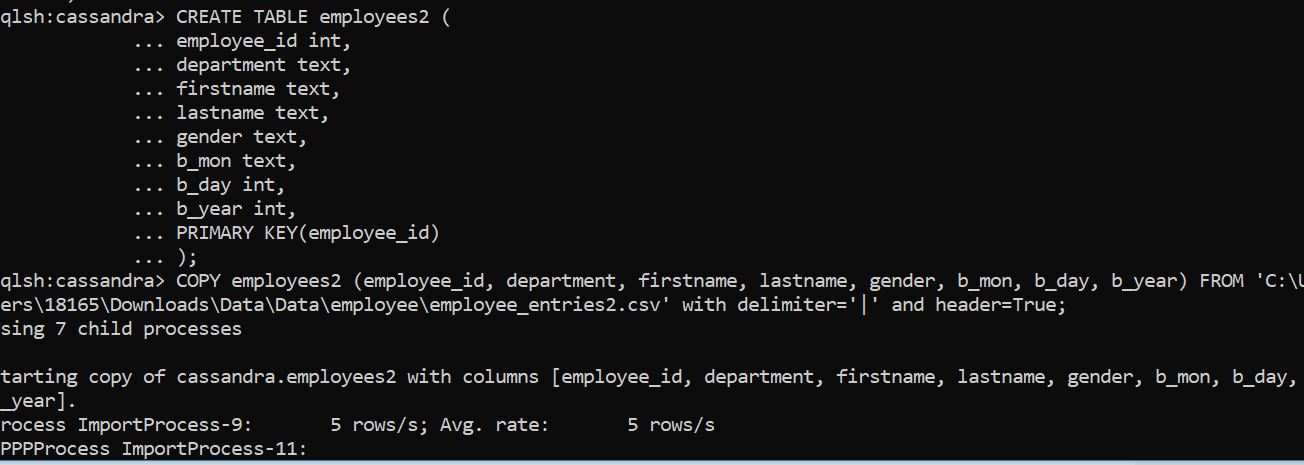 qlsh:cassandra> CREATE TABLE employees2 (
... employee_id int,
... department text,
... firstname text,
... lastname text,
... gender text,
... b_mon text,
... b_day int,
... b_year int,
... PRIMARY KEY(employee_id)
... );
qlsh:cassandra> COPY employees2 (employee_id, department, firstname, lastname, gender, b_mon, b_day, b_year) FROM 'C:\U
ers\18165\Downloads\Data\Data\employee\employee_entries2.csv' with delimiter='|' and header=True;
sing 7 child processes
tarting copy of cassandra.employees2 with columns [employee_id, department, firstname, lastname, gender, b_mon, b_day,
_year].
rocess ImportProcess-9:       5 rows/s; Avg. rate:       5 rows/s
PPPProcess ImportProcess-11: